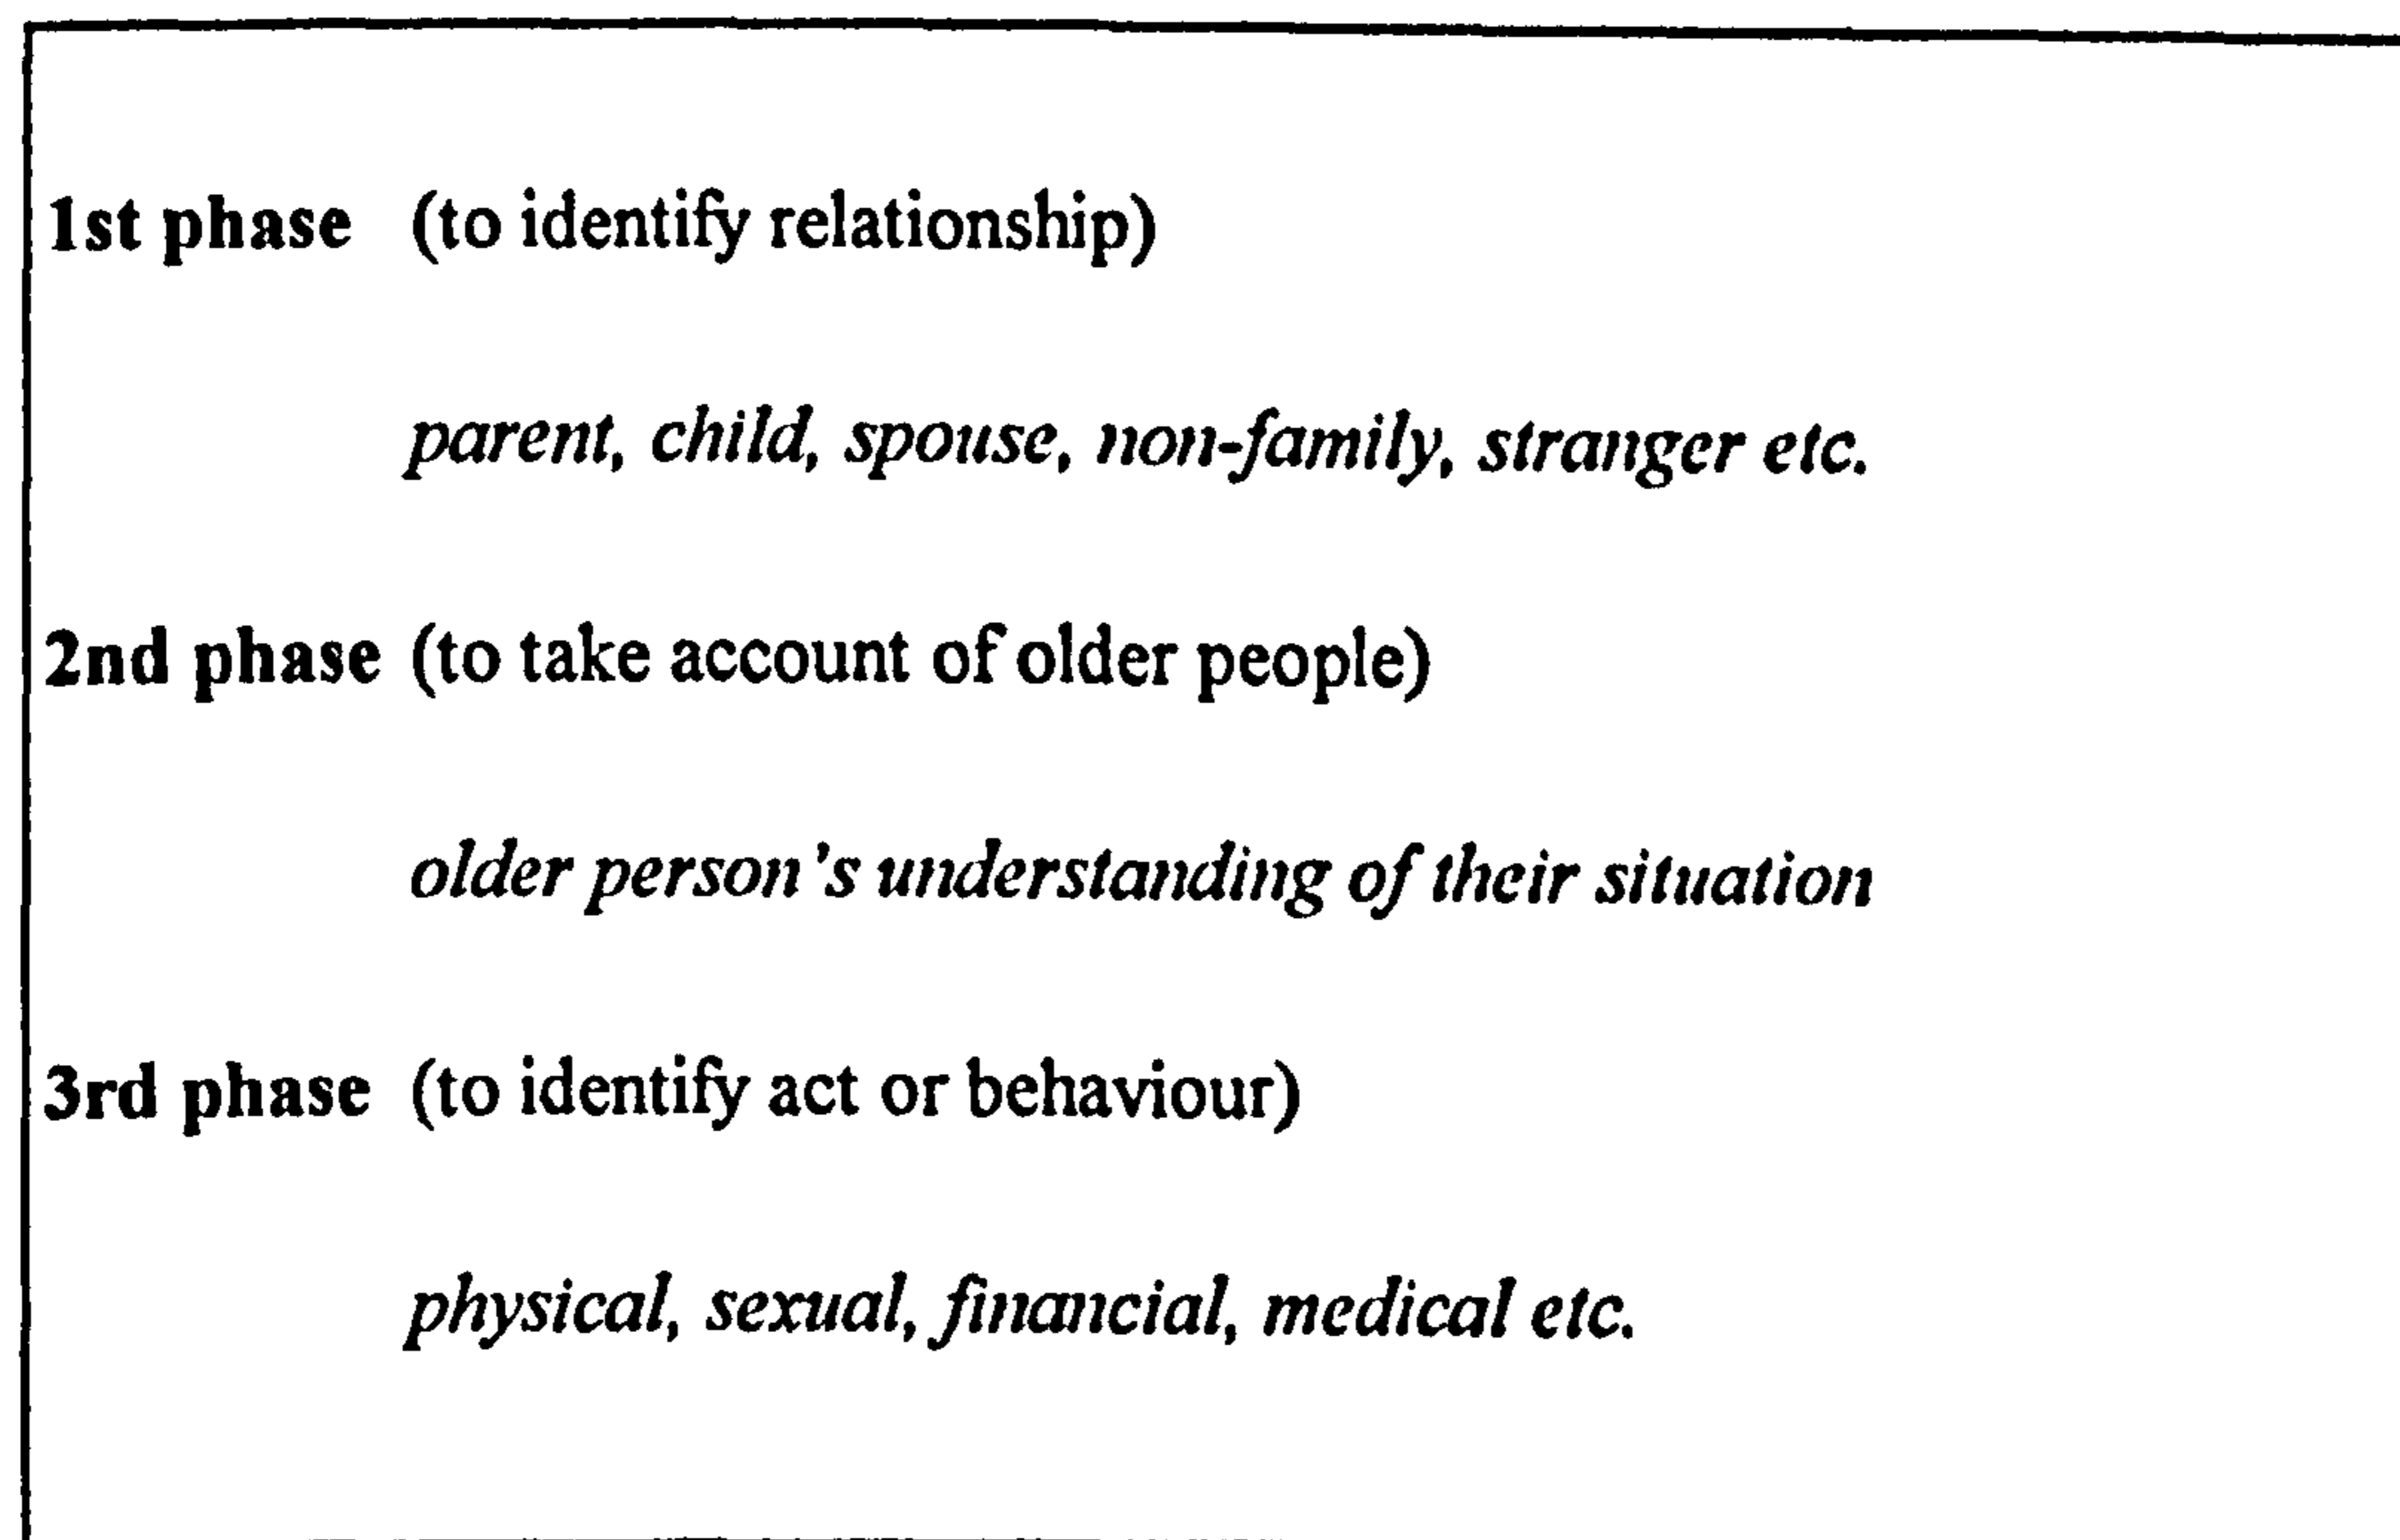 1st phase (to identify relationship)
parent, child, spouse, non-family, stranger etc.
2nd phase (to take account of older people)
older person's understanding of their situation
3rd phase (to identify act or behaviour)
physical, sexual, financial, medical etc.